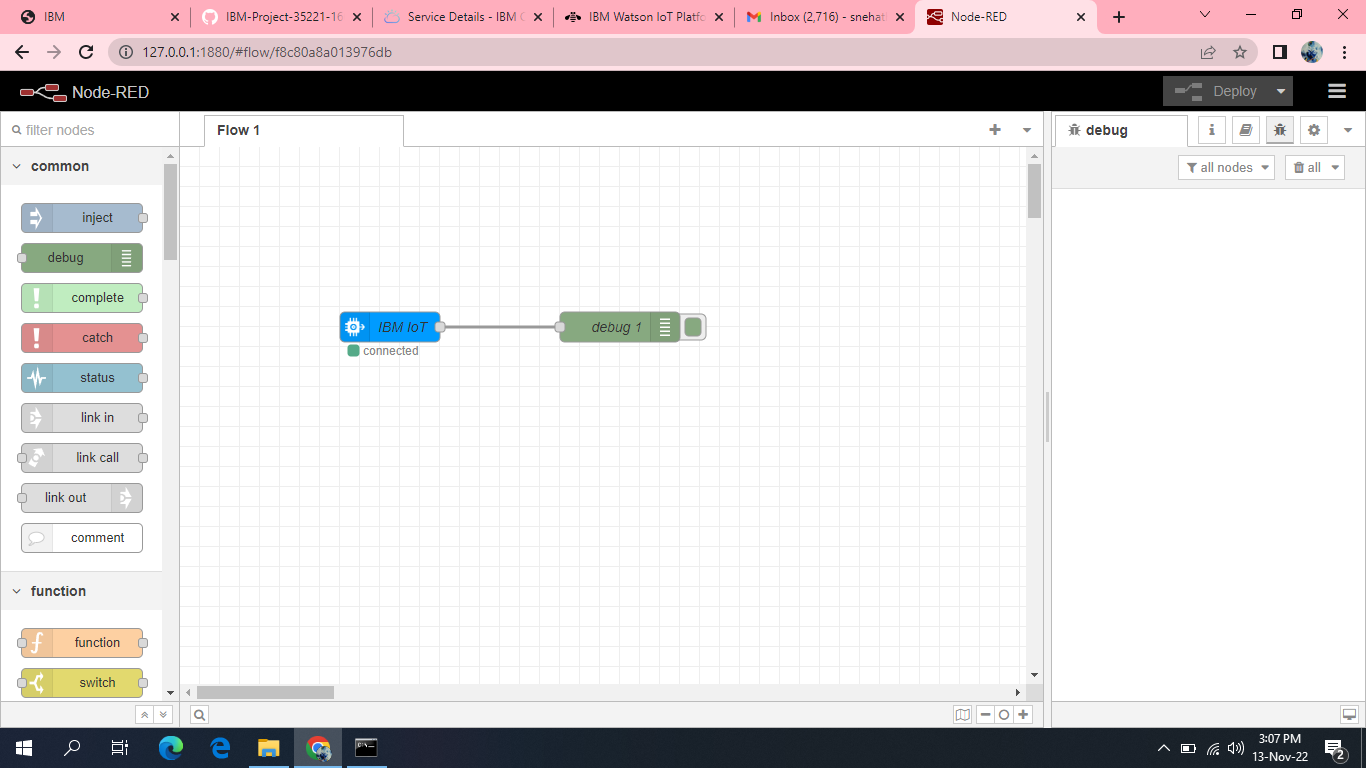 IBM
IBM-Project-35221-16
Service Details - IBM C
IBM Watson IoT Platfo
Inbox (2,716) - snehat
Node-RED
127.0.0.1:1880/#flow/f8c80a8a013976db
Node-RED
Deploy
filter nodes
Flow 1
debug
i
common
all nodes
all
inject
debug
complete
catch
status
link in
link call
link out
comment
IBM IoT
debug 1
connected
function
function
switch
3:07 PM
13-Nov-22
2